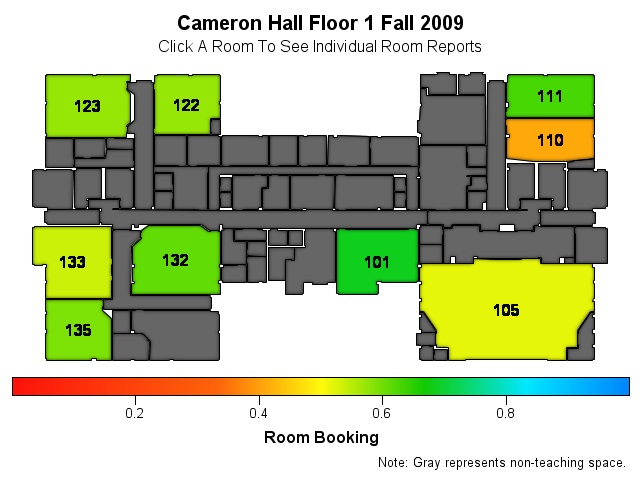 Cameron Hall Floor 1 Fall 2009
Click A Room To See Individual Room Reports
123
122
111
110
133
132
101
105
135
0.2 0.4 0.6 0.8
Room Booking
Note: Gray represents non-teaching space.